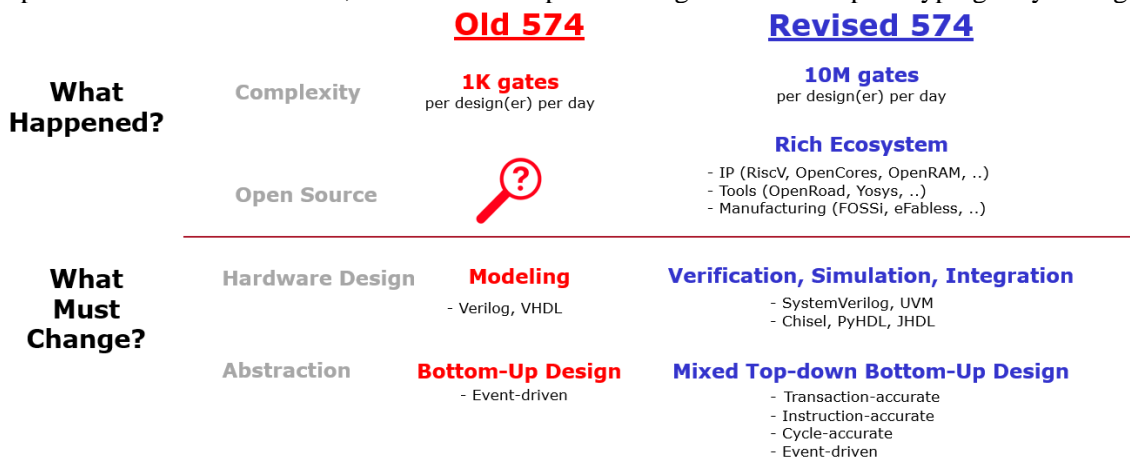 Old 574
Revised 574
What
Happened?
Complexity
1K gates
per design(er) per day
10M gates
per design(er) per day
Open Source
?
Rich Ecosystem
- IP (RiscV, OpenCores, OpenRAM, ..)
- Tools (OpenRoad, Yosys, ..)
- Manufacturing (FOSSi, eFabless, ..)
What
Must
Change?
Hardware Design
Modeling
- Verilog, VHDL
Verification, Simulation, Integration
- SystemVerilog, UVM
- Chisel, PyHDL, JHDL
Abstraction
Bottom-Up Design
- Event-driven
Mixed Top-down Bottom-Up Design
- Transaction-accurate
- Instruction-accurate
- Cycle-accurate
- Event-driven